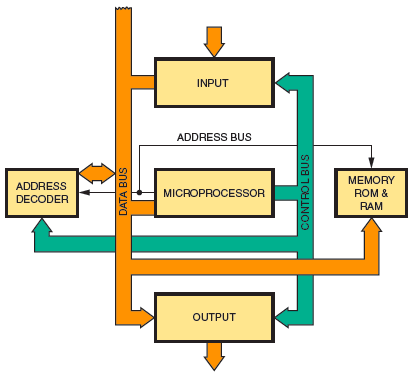 INPUT
ADDRESS BUS
ADDRESS
DECODER
DATA BUS
MICROPROCESSOR
CONTROL BUS
MEMORY
ROM &
RAM
OUTPUT